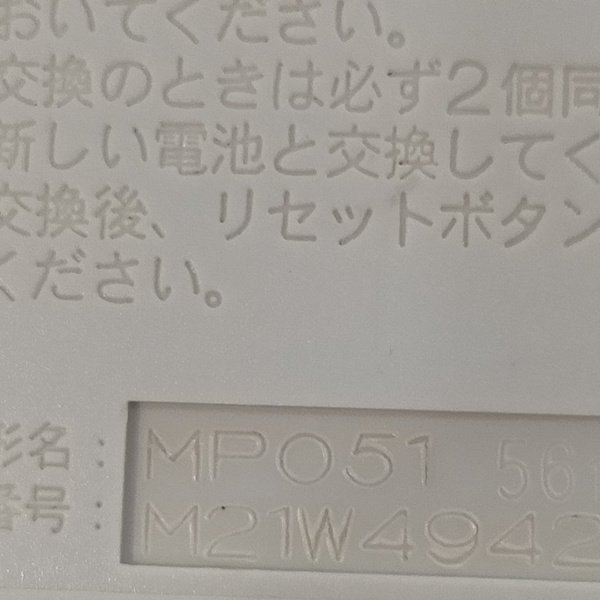 おいてください。
交換のときは必ず2個同
新しい電池と交換してく
交換後、リセットボタン
ください。
形名：MP051 56
番号：M21W4942